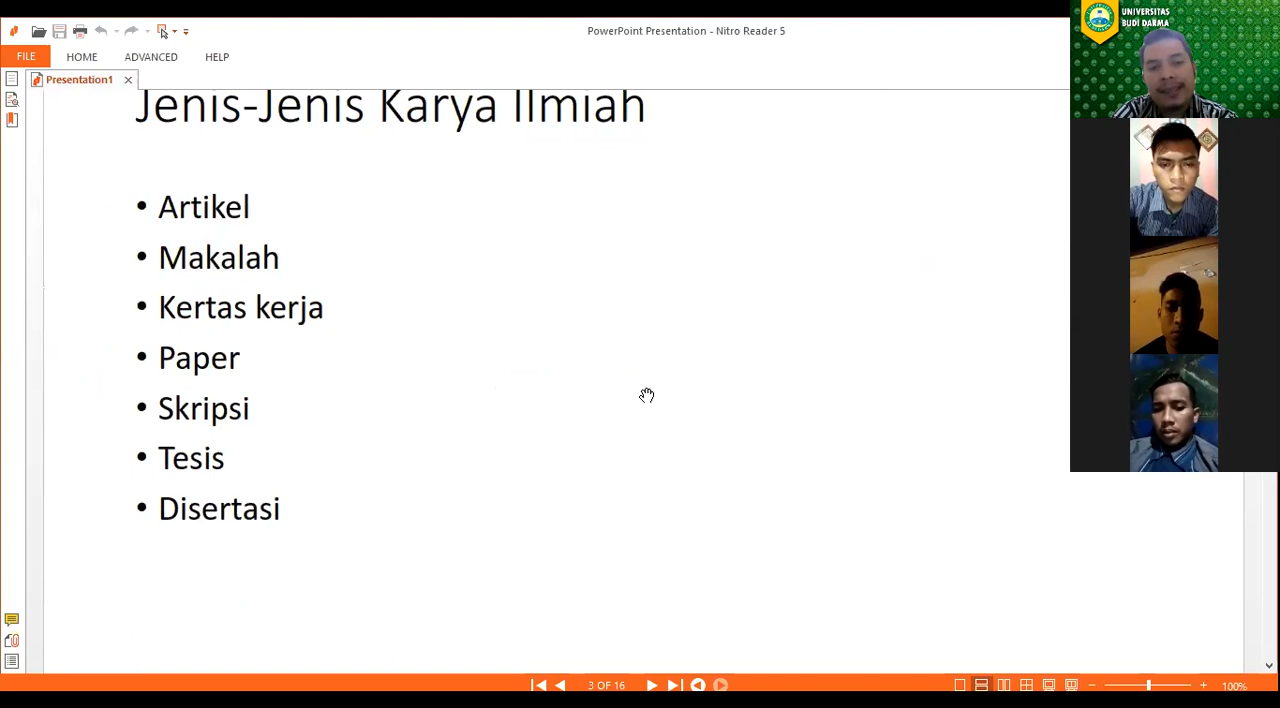 PowerPoint Presentation - Nitro Reader 5
UNIVERSITAS
BUDI DARMA
FILE HOME ADVANCED HELP
Presentation1
Jenis-Jenis Karya Ilmiah
• Artikel
• Makalah
• Kertas kerja
• Paper
• Skripsi
• Tesis
• Disertasi
3 OF 16
100%